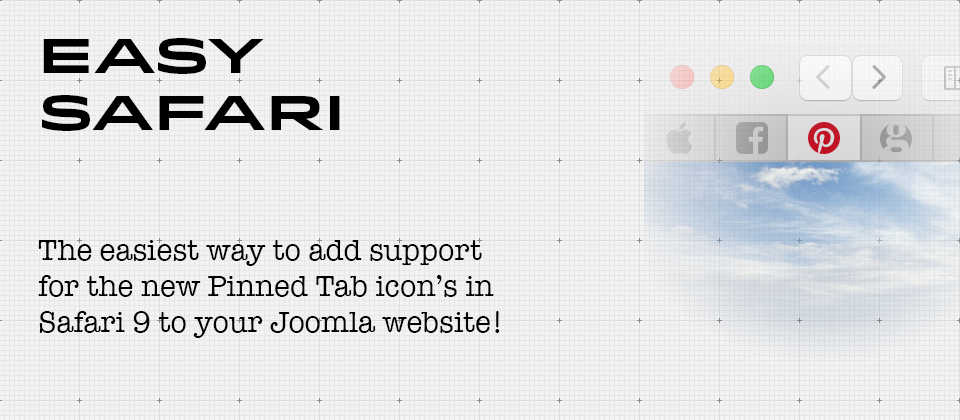 EASY
SAFARI
The easiest way to add support
for the new Pinned Tab icon's in
Safari 9 to your Joomla website!